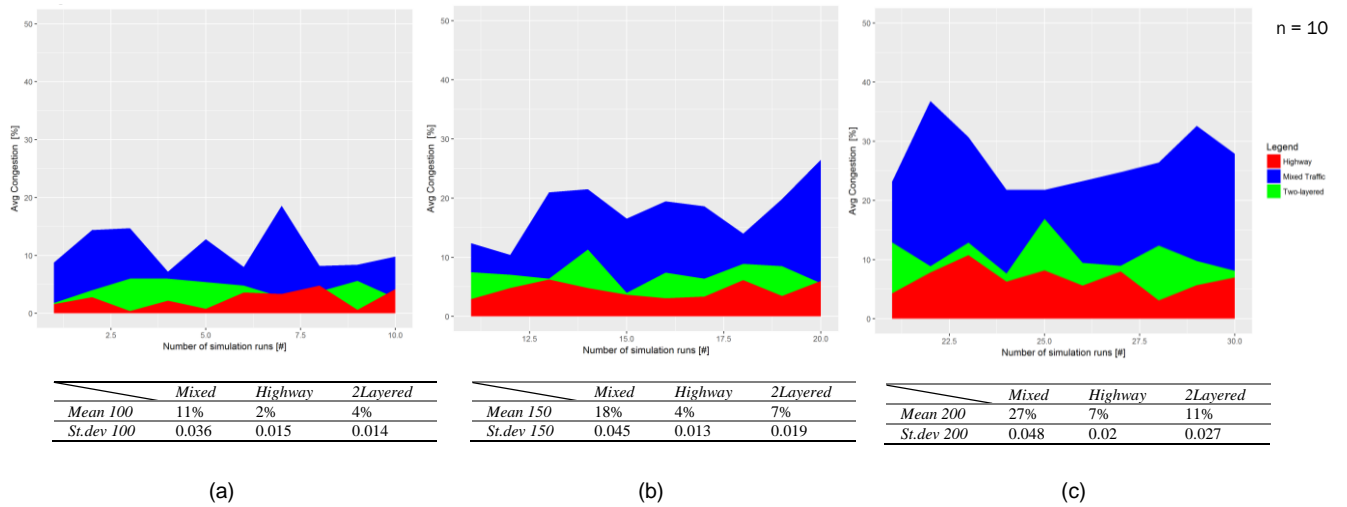 50
40
30
20
10
0
Avg Congestion [%]
2.5 5.0 7.5 10.0
Number of simulation runs [#]
50
40
30
20
10
0
Avg Congestion [%]
12.5 15.0 17.5 20.0
Number of simulation runs [#]
50
40
30
20
10
0
Avg Congestion [%]
22.5 25.0 27.5 30.0
Number of simulation runs [#]
n = 10
Legend
Highway
Mixed Traffic
Two-layered
Mixed Highway 2Layered
Mean 100 11% 2% 4%
St.dev 100 0.036 0.015 0.014
Mixed Highway 2Layered
Mean 150 18% 4% 7%
St.dev 150 0.045 0.013 0.019
Mixed Highway 2Layered
Mean 200 27% 7% 11%
St.dev 200 0.048 0.02 0.027
(a)
(b)
(c)